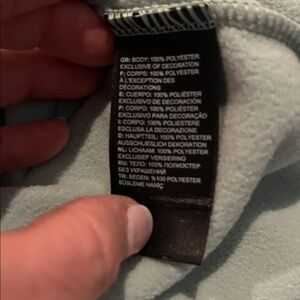 GB: BODY: 100% POLYESTER
EXCLUSIVE OF DECORATION
F: CORPS: 100% POLYESTER
À L'EXCEPTION DES
DÉCORATIONS
E: CUERPO: 100% POLIÉSTER
EXCLUSIVO DE DECORACIÓN
P: CORPO: 100% POLIÉSTER
EXCLUSIVO PARA DECORAÇÃO
I: CORPO: 100% POLIESTERE
ESCLUSA LA DECORAZIONE
D: HAUPTTEIL: 100% POLYESTER
AUSSCHLIEßLICH DEKORATION
NL: LICHAAM: 100% POLYESTER
EXCLUSIEF VERSIERING
RU: ТЕЛО: 100% ПОЛИЭСТЕР
БЕЗ УКРАШЕНИЙ
TR: BEDEN: %100 POLYESTER
SÜSLEME HARİÇ